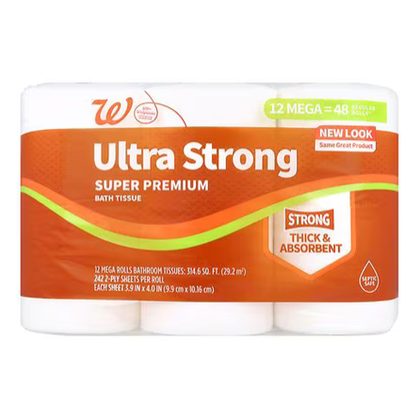 W
12 MEGA = 48 REGULAR ROLLS
NEW LOOK
Same Great Product
Ultra Strong
SUPER PREMIUM
BATH TISSUE
STRONG
THICK &
ABSORBENT
12 MEGA ROLLS BATHROOM TISSUES: 314.6 SQ. FT. (29.2 m²)
242 2-PLY SHEETS PER ROLL
EACH SHEET 3.9 IN x 4.0 IN (9.9 cm x 10.16 cm)
SEPTIC
SAFE